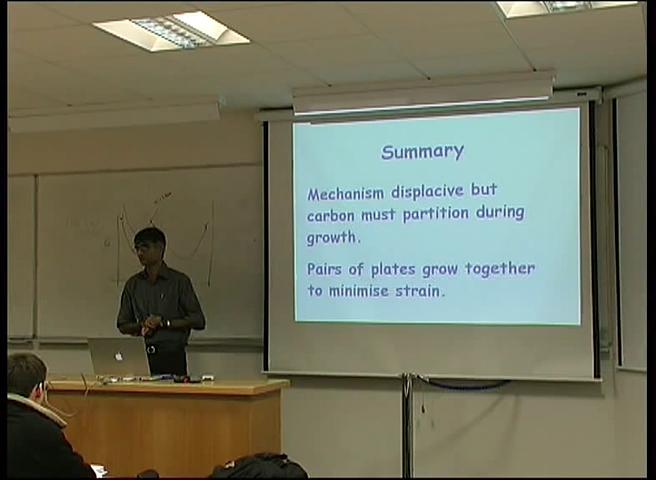 Summary
Mechanism displacive but
carbon must partition during
growth.
Pairs of plates grow together
to minimise strain.